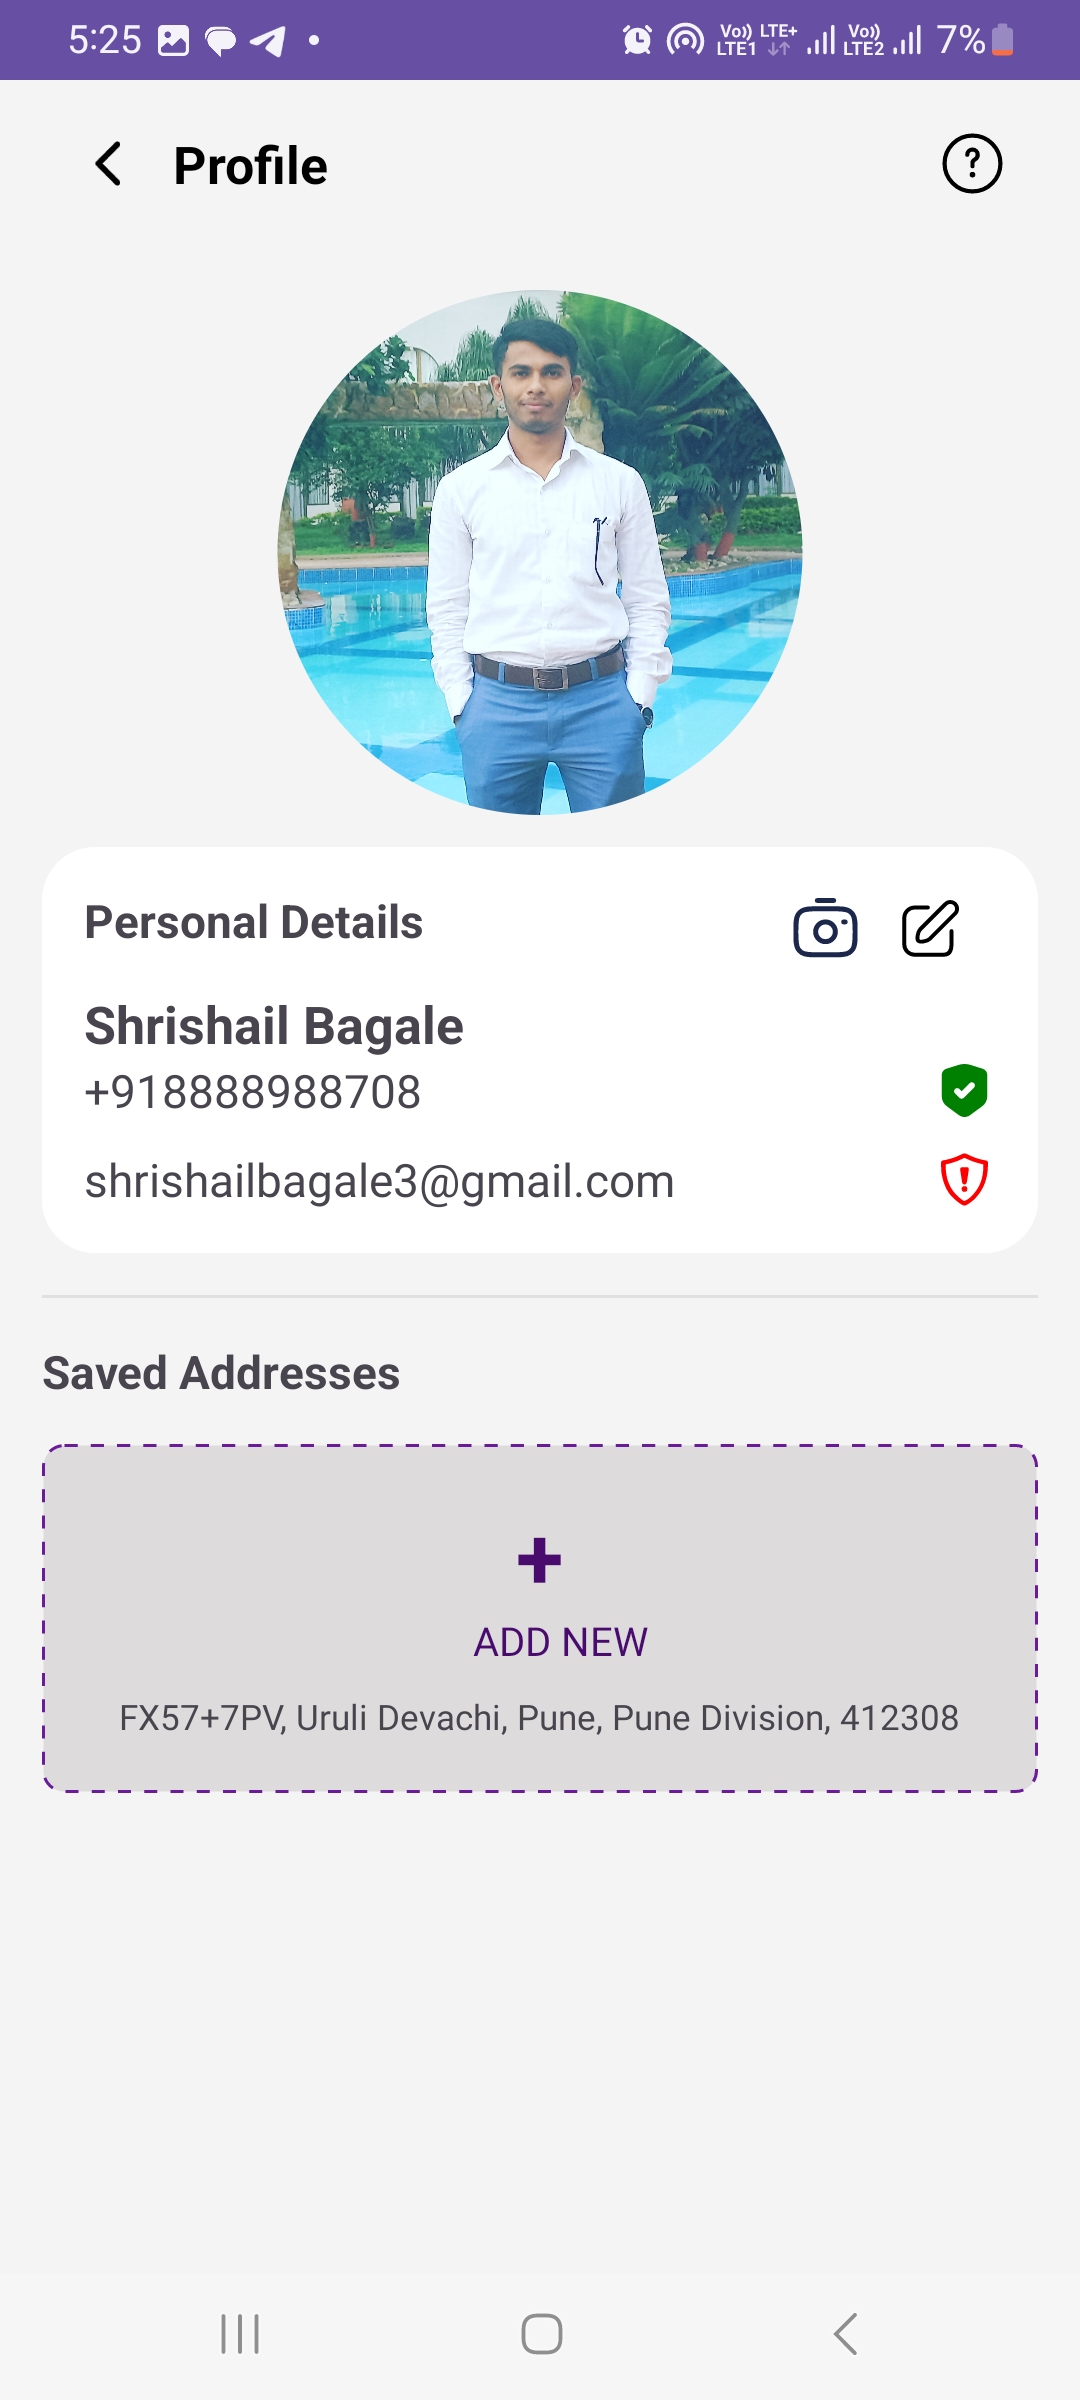 5:25
Vo)) LTE+
LTE1
Vo))
LTE2
7%
Profile
?
Personal Details
Shrishail Bagale
+918888988708
shrishailbagale3@gmail.com
Saved Addresses
+
ADD NEW
FX57+7PV, Uruli Devachi, Pune, Pune Division, 412308